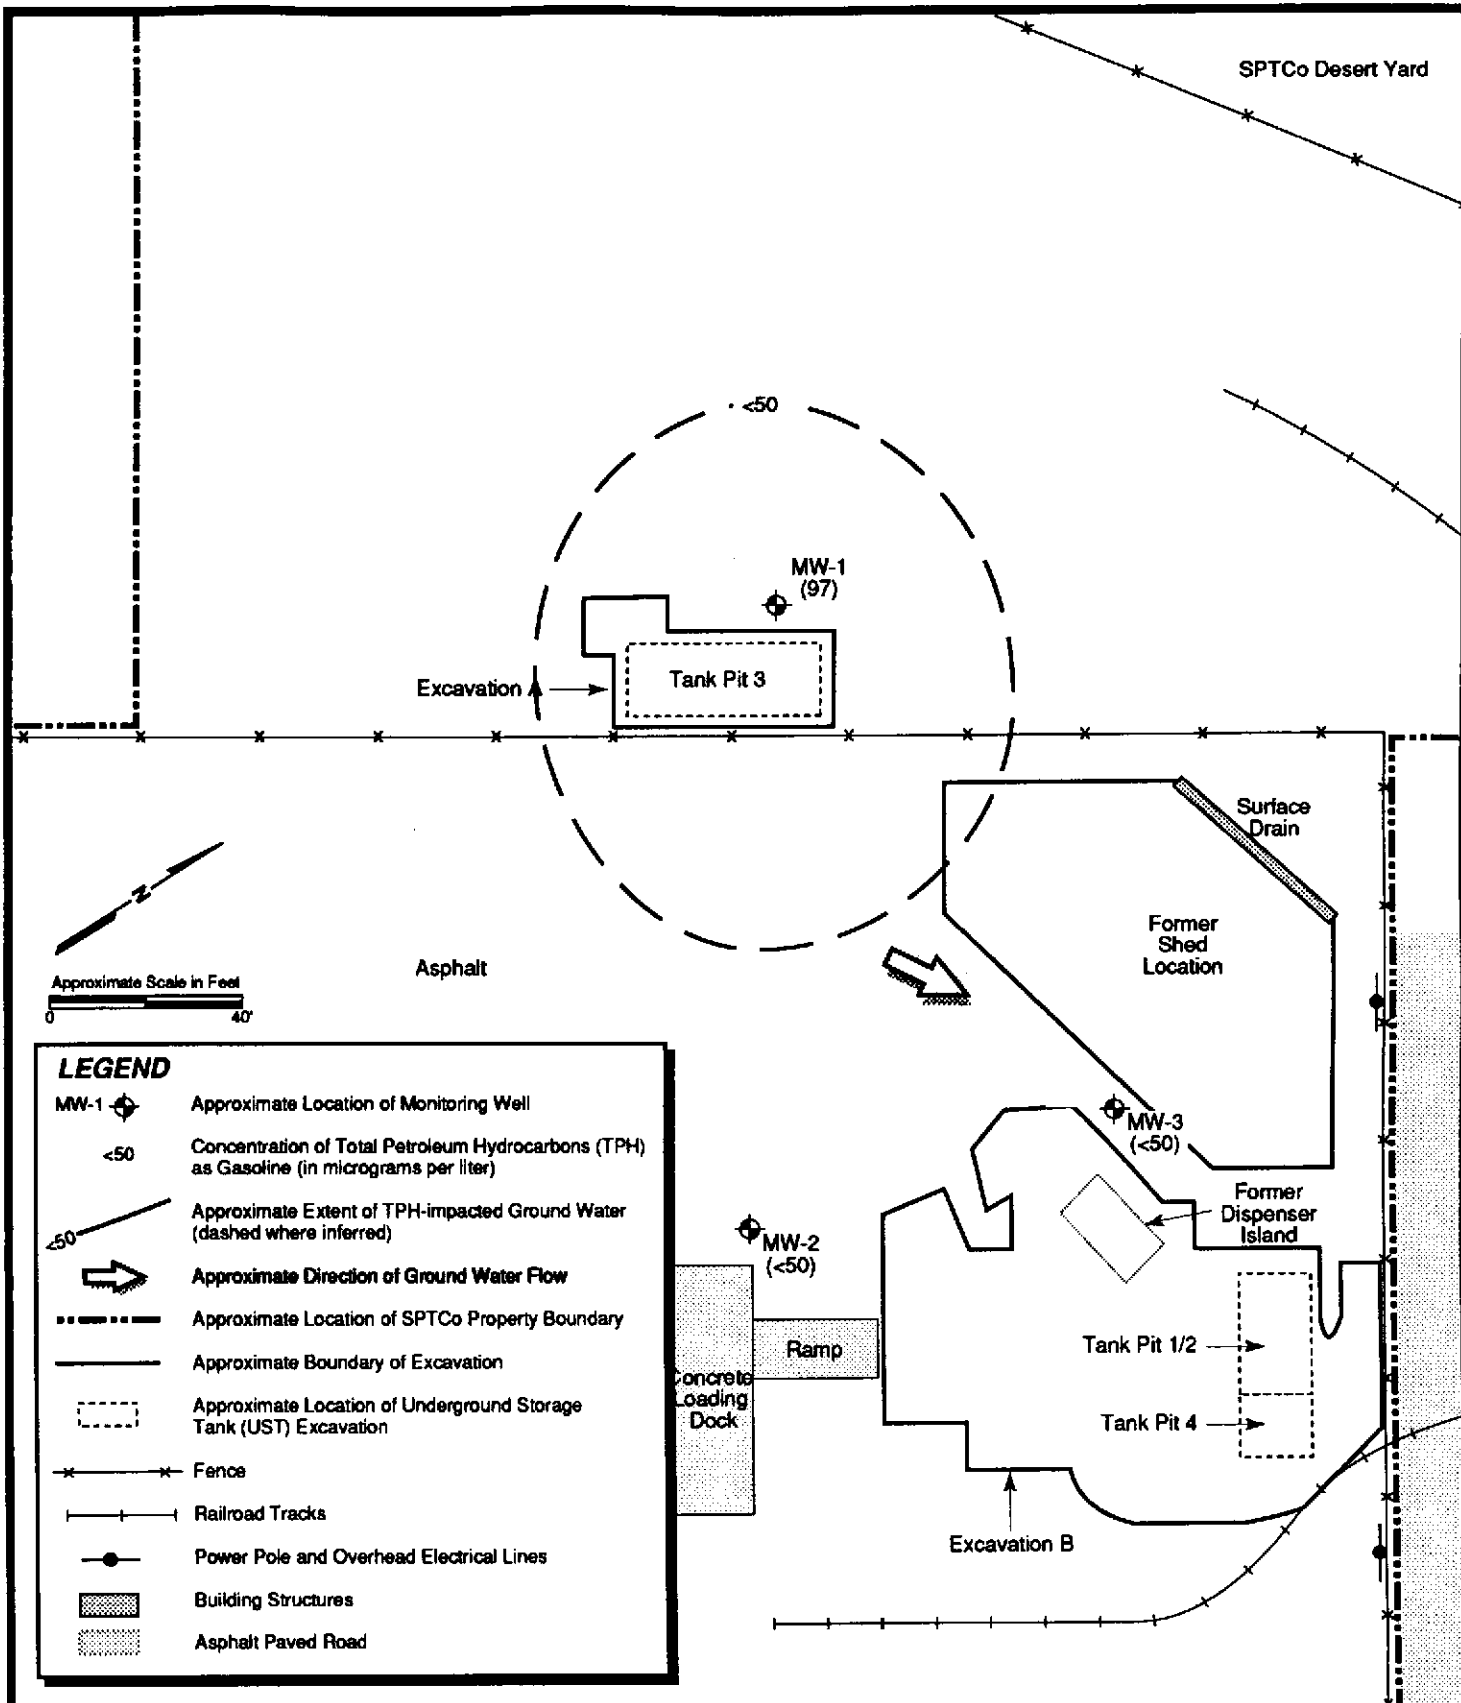 SPTCo Desert Yard
<50
MW-1
(97)
Tank Pit 3
Excavation A
Surface
Drain
N
Former
Shed
Location
Asphalt
Approximate Scale in Feet
0 40'
MW-3
(<50)
Former
Dispenser
Island
MW-2
(<50)
Ramp
Concrete
Loading
Dock
Tank Pit 1/2
Tank Pit 4
Excavation B
LEGEND
MW-1 Approximate Location of Monitoring Well
<50 Concentration of Total Petroleum Hydrocarbons (TPH)
as Gasoline (in micrograms per liter)
<50 Approximate Extent of TPH-impacted Ground Water
(dashed where inferred)
Approximate Direction of Ground Water Flow
Approximate Location of SPTCo Property Boundary
Approximate Boundary of Excavation
Approximate Location of Underground Storage
Tank (UST) Excavation
Fence
Railroad Tracks
Power Pole and Overhead Electrical Lines
Building Structures
Asphalt Paved Road